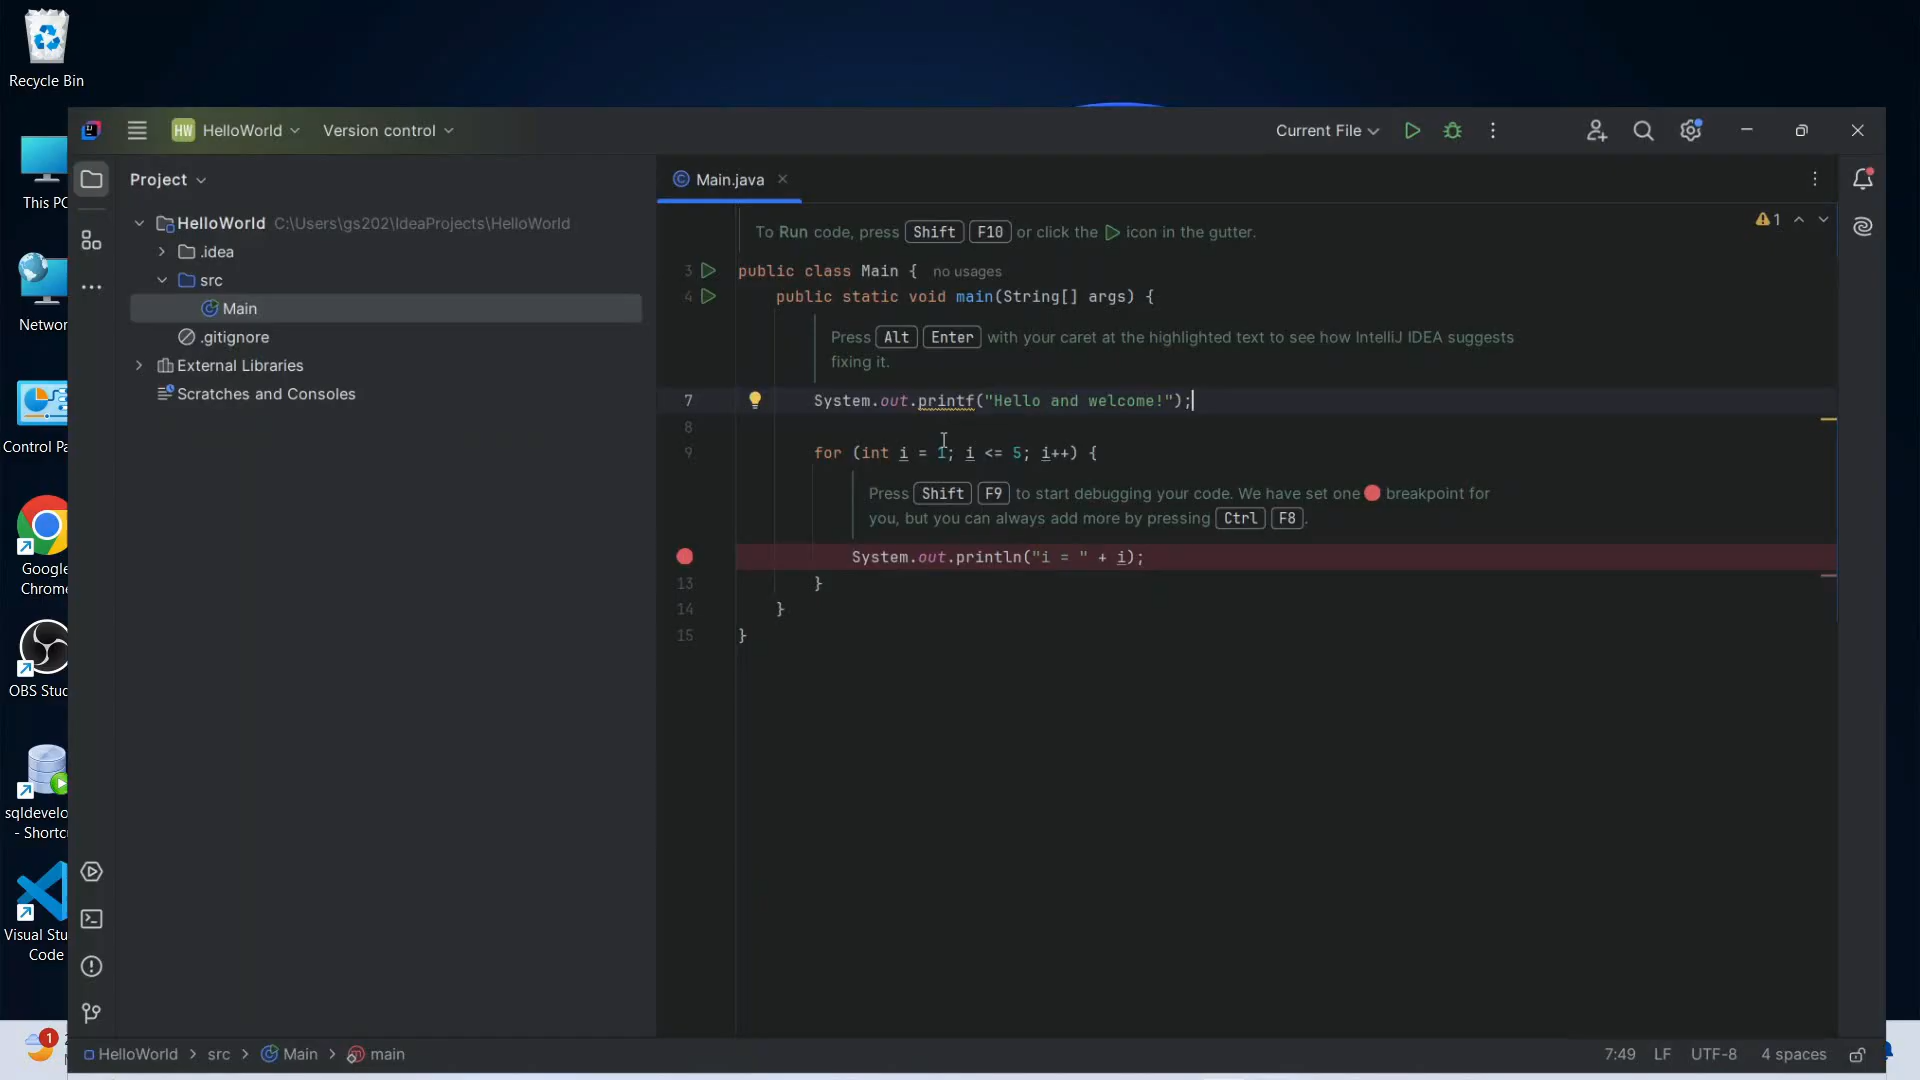 Recycle Bin
This PC
Networ
Control Pa
Google
Chrome
OBS Stud
sqldevelo
- Shortcu
Visual Stu
Code
1
HW HelloWorld Version control
Current File
Project
HelloWorld C:\Users\gs202\IdeaProjects\HelloWorld
.idea
src
Main
.gitignore
External Libraries
Scratches and Consoles
Main.java
1
To Run code, press Shift F10 or click the icon in the gutter.
3 public class Main { no usages
4 public static void main(String[] args) {
Press Alt Enter with your caret at the highlighted text to see how IntelliJ IDEA suggests
fixing it.
7 System.out.printf("Hello and welcome!");
8
9 for (int i = 1; i <= 5; i++) {
Press Shift F9 to start debugging your code. We have set one breakpoint for
you, but you can always add more by pressing Ctrl F8.
System.out.println("i = " + i);
13 }
14 }
15 }
HelloWorld > src > Main > main
7:49 LF UTF-8 4 spaces